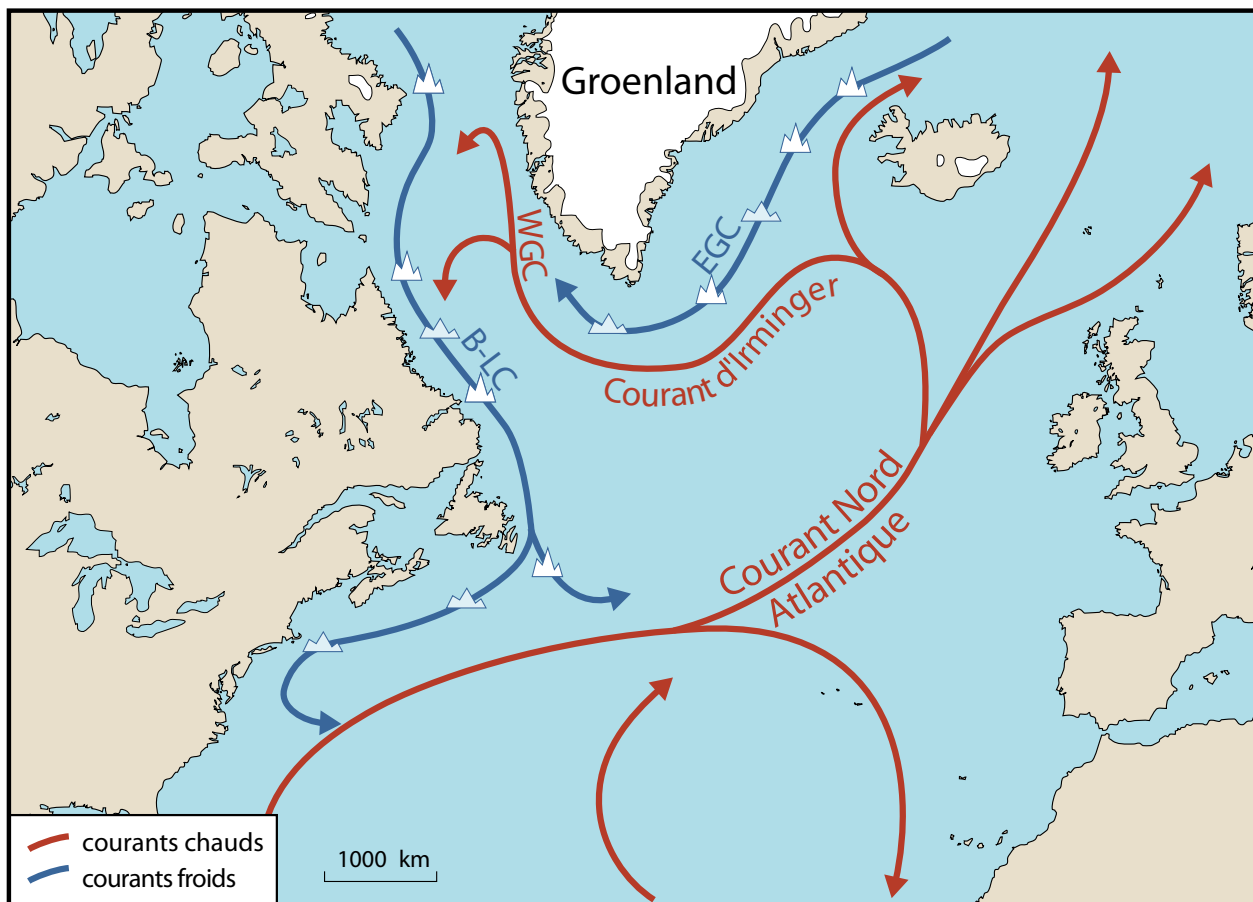 Groenland
WGC
EGC
B-LC
Courant d'Irminger
Courant Nord
Atlantique
courants chauds
courants froids
1000 km